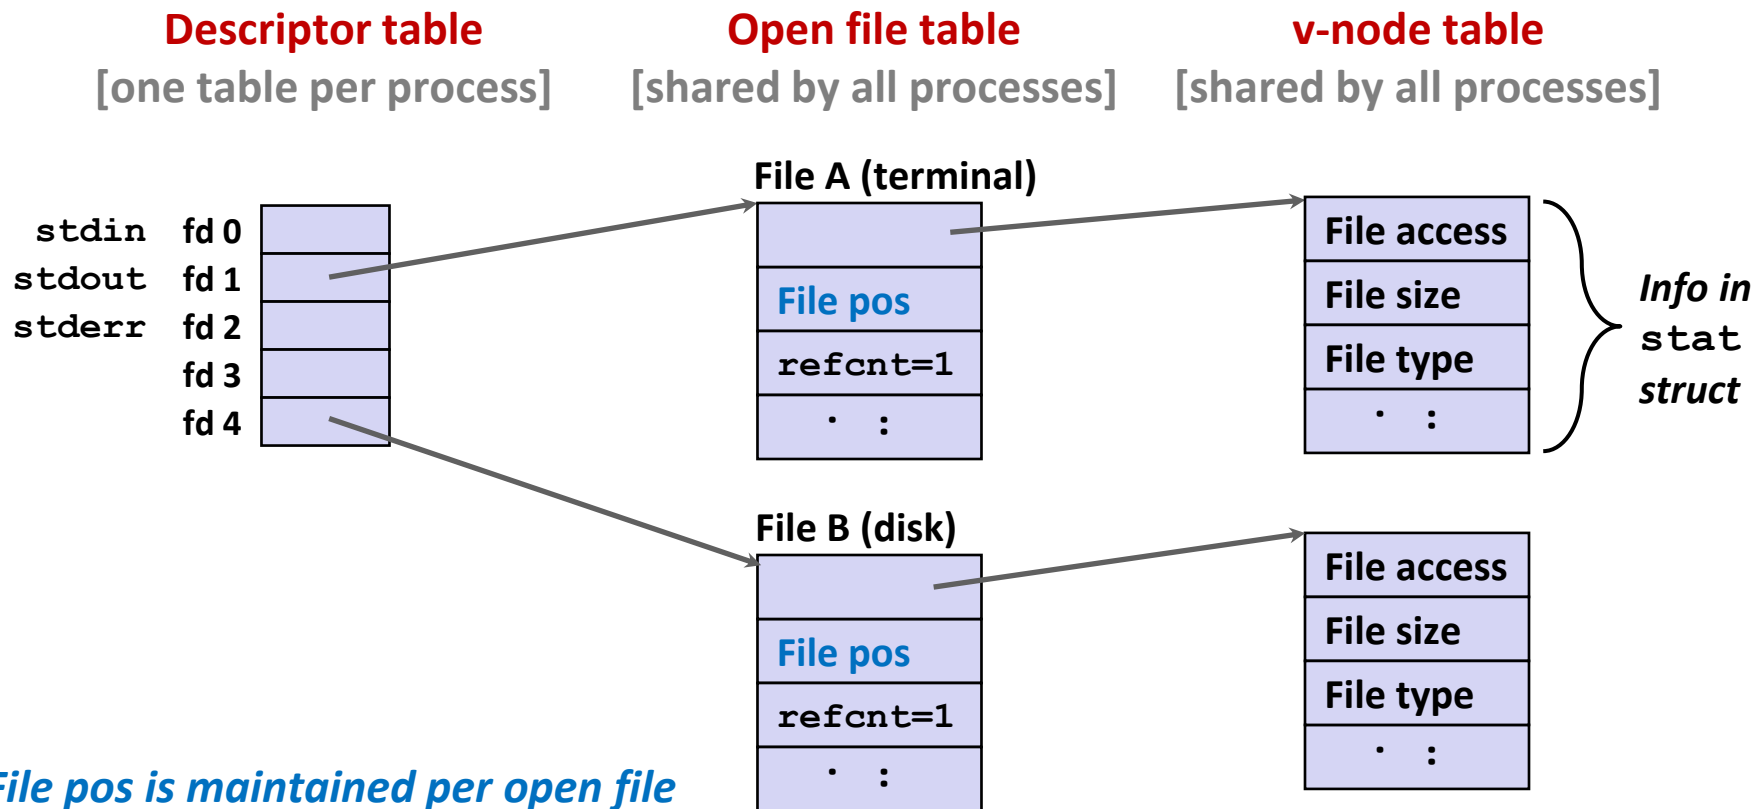 Descriptor table
[one table per process]
Open file table
[shared by all processes]
v-node table
[shared by all processes]
stdin fd 0
stdout fd 1
stderr fd 2
fd 3
fd 4
File A (terminal)
File pos
refcnt=1
File access
File size
File type
Info in
stat
struct
File B (disk)
File pos
refcnt=1
File access
File size
File type
File pos is maintained per open file